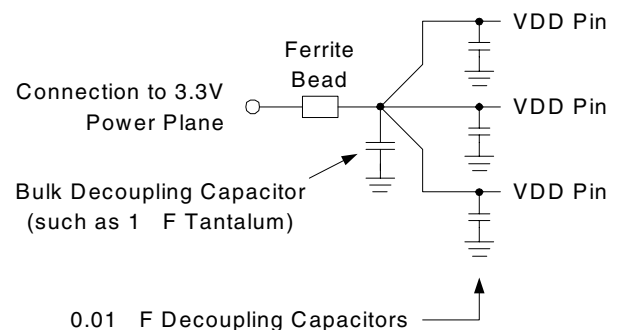 VDD Pin
Ferrite
Bead
Connection to 3.3V
Power Plane
VDD Pin
Bulk Decoupling Capacitor
(such as 1 F Tantalum)
VDD Pin
0.01 F Decoupling Capacitors